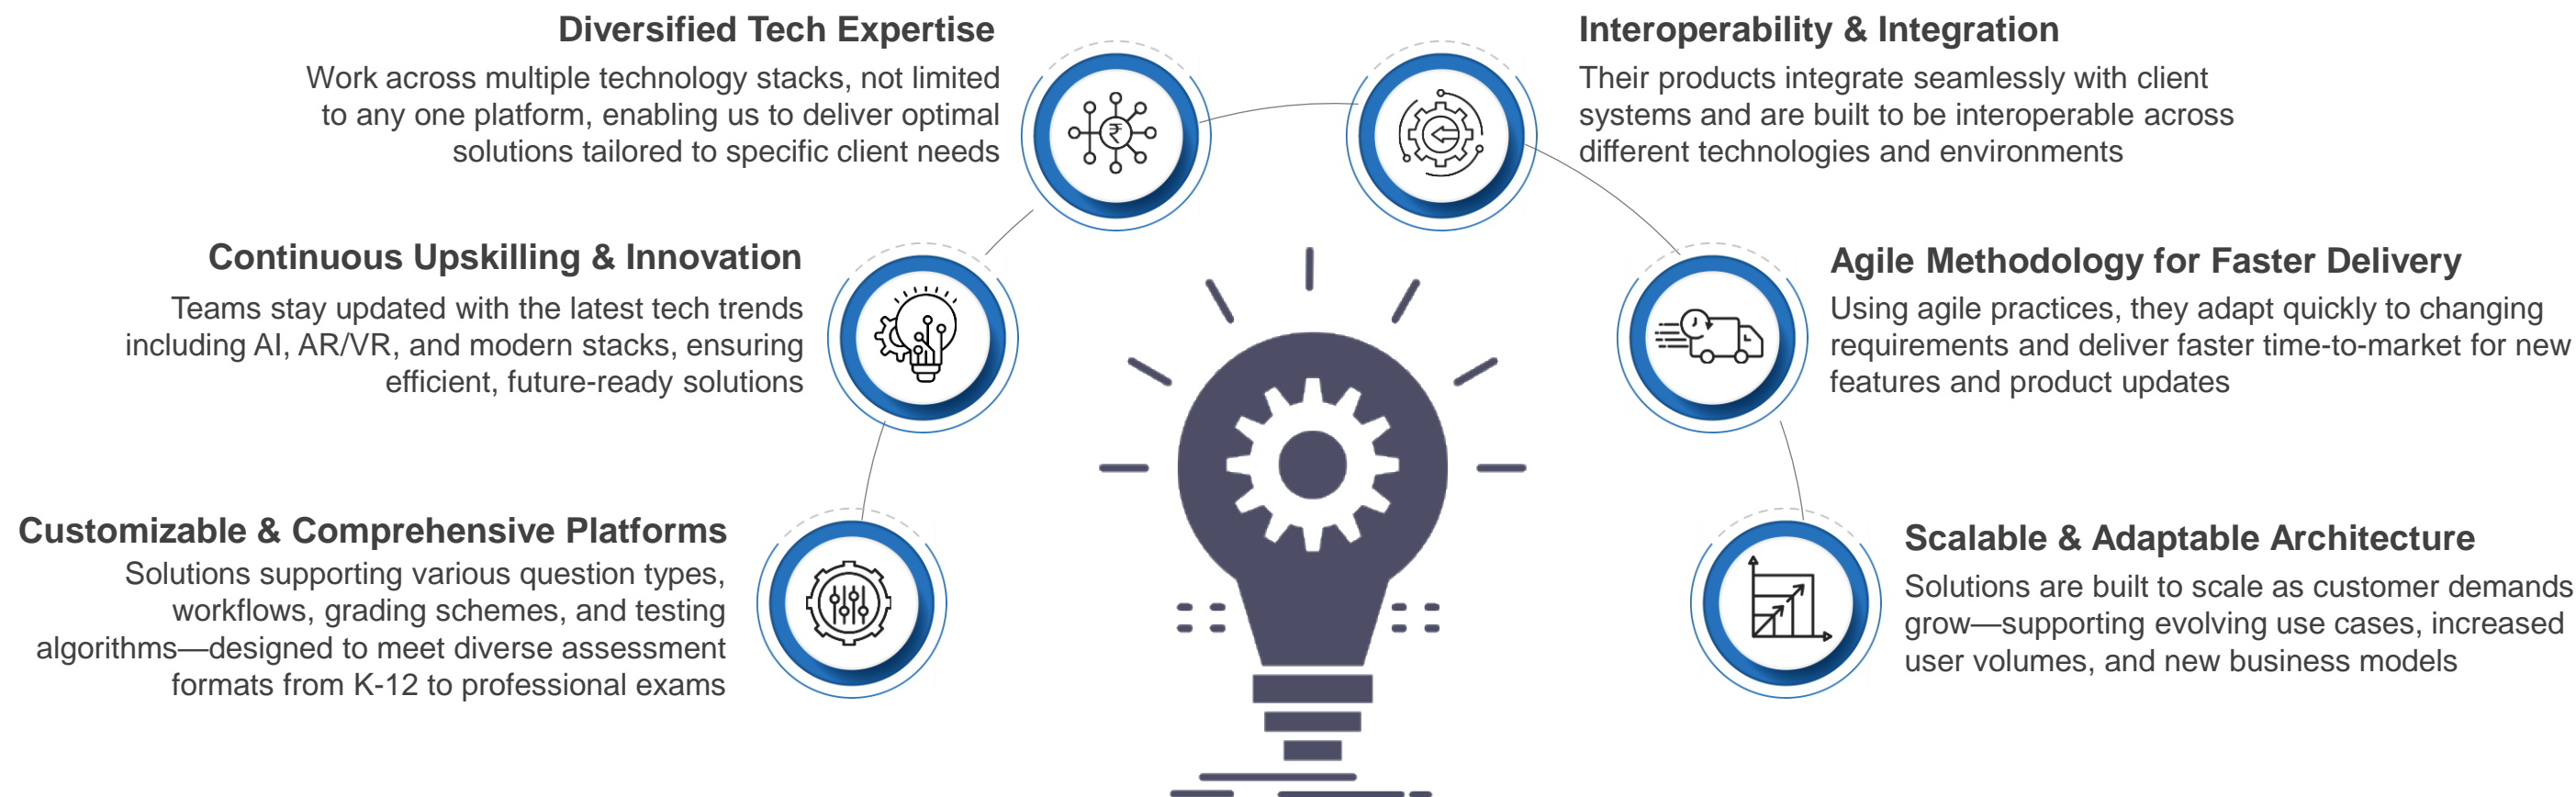 Diversified Tech Expertise
Work across multiple technology stacks, not limited
to any one platform, enabling us to deliver optimal
solutions tailored to specific client needs
Interoperability & Integration
Their products integrate seamlessly with client
systems and are built to be interoperable across
different technologies and environments
Continuous Upskilling & Innovation
Teams stay updated with the latest tech trends
including AI, AR/VR, and modern stacks, ensuring
efficient, future-ready solutions
Agile Methodology for Faster Delivery
Using agile practices, they adapt quickly to changing
requirements and deliver faster time-to-market for new
features and product updates
Customizable & Comprehensive Platforms
Solutions supporting various question types,
workflows, grading schemes, and testing
algorithms—designed to meet diverse assessment
formats from K-12 to professional exams
Scalable & Adaptable Architecture
Solutions are built to scale as customer demands
grow—supporting evolving use cases, increased
user volumes, and new business models